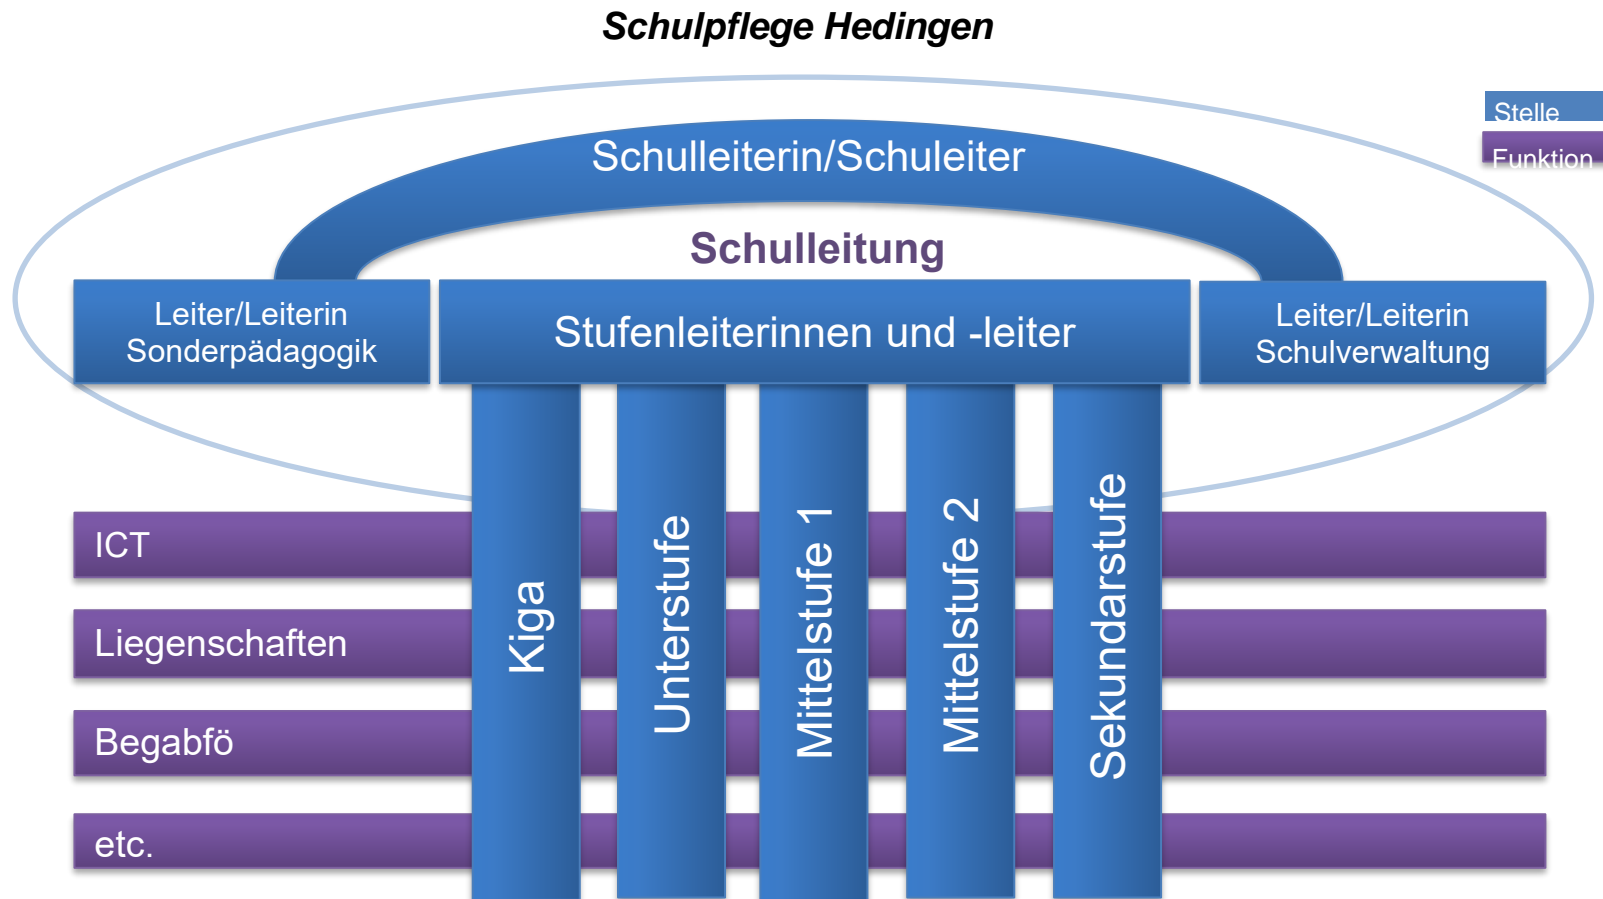 Schulpflege Hedingen
Stelle
Funktion
Schulleiterin/Schuleiter
Schulleitung
Leiter/Leiterin
Sonderpädagogik
Stufenleiterinnen und -leiter
Leiter/Leiterin
Schulverwaltung
Kiga
Unterstufe
Mittelstufe 1
Mittelstufe 2
Sekundarstufe
ICT
Liegenschaften
Begabfö
etc.